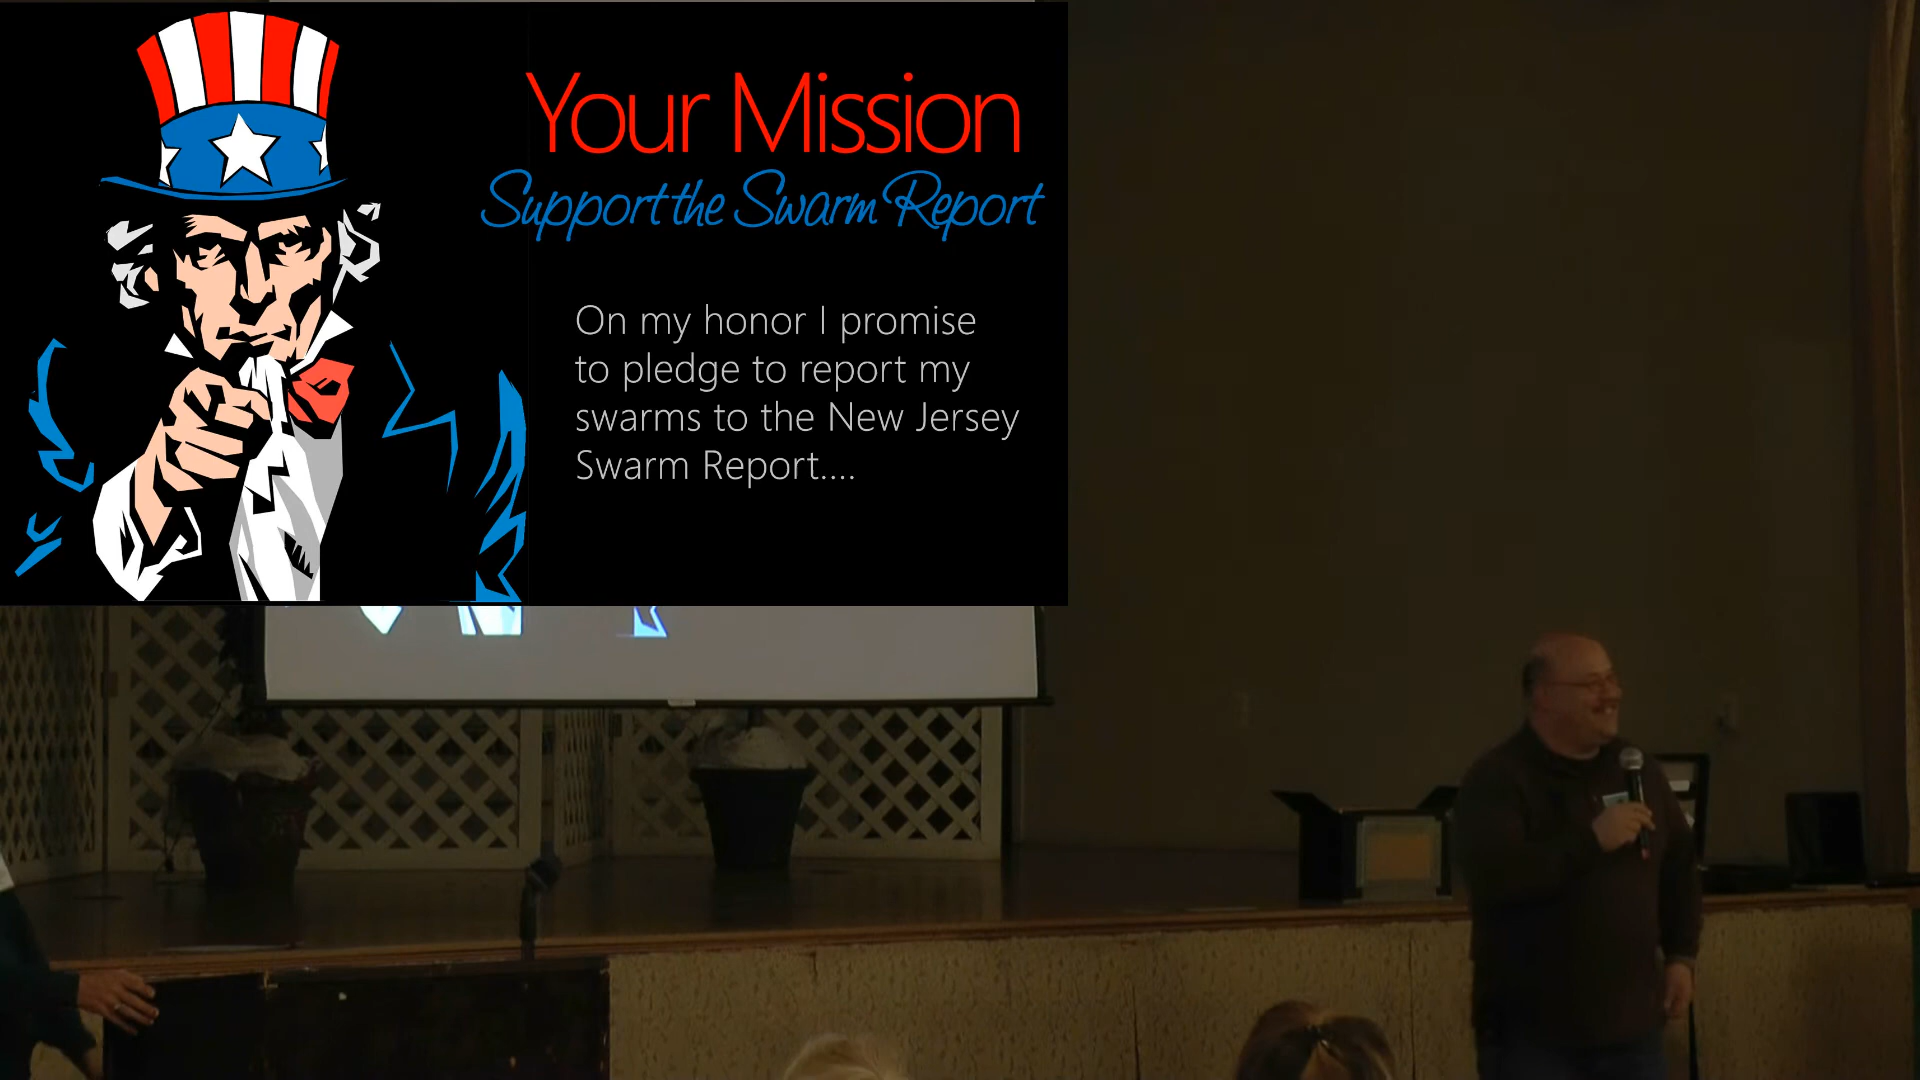 Your Mission
Support the Swarm Report
On my honor I promise
to pledge to report my
swarms to the New Jersey
Swarm Report....